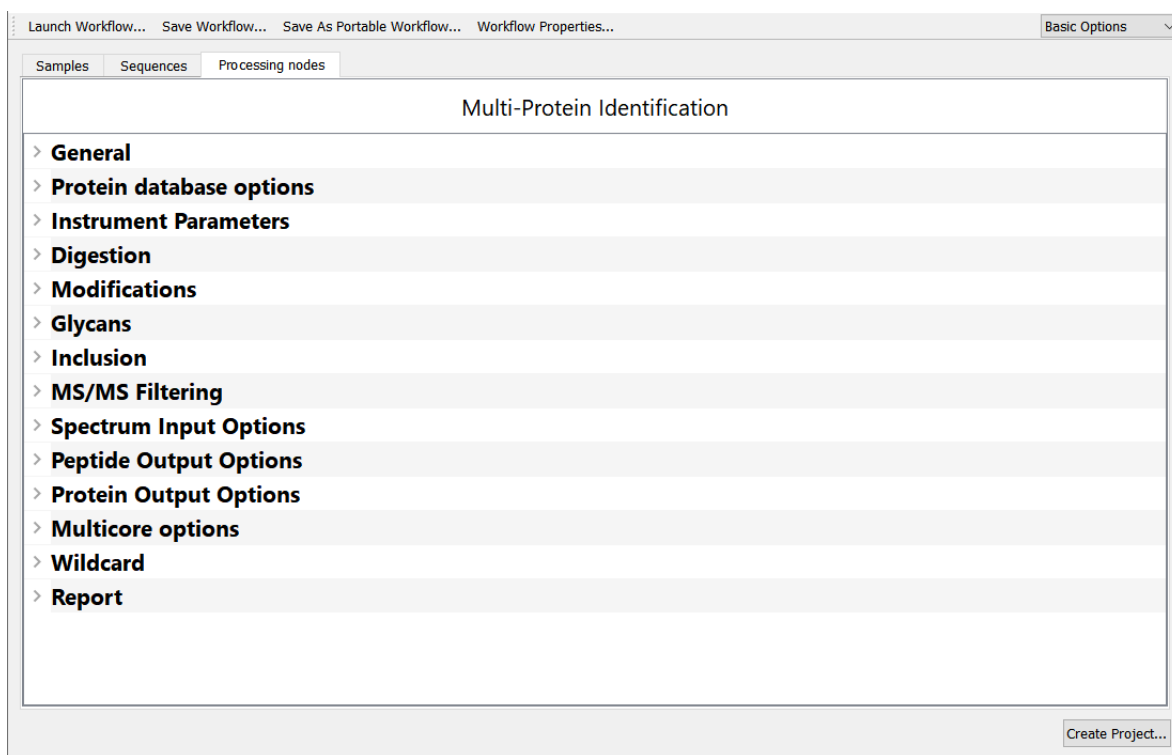 Launch Workflow... Save Workflow... Save As Portable Workflow... Workflow Properties... Basic Options
Samples Sequences Processing nodes
Multi-Protein Identification
General
Protein database options
Instrument Parameters
Digestion
Modifications
Glycans
Inclusion
MS/MS Filtering
Spectrum Input Options
Peptide Output Options
Protein Output Options
Multicore options
Wildcard
Report
Create Project...